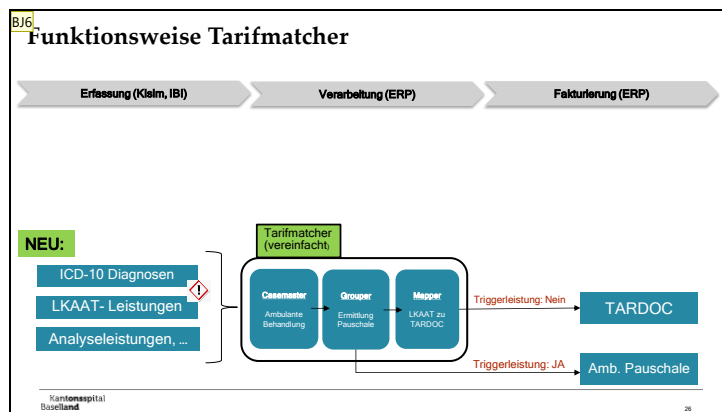 BJ6
Funktionsweise Tarifmatcher
Erfassung (Kisim, IBI)
Verarbeitung (ERP)
Fakturierung (ERP)
NEU:
Tarifmatcher
(vereinfacht)
ICD-10 Diagnosen
!
LKAAT- Leistungen
Analyseleistungen, ...
Casemaster
Ambulante
Behandlung
Grouper
Ermittlung
Pauschale
Mapper
LKAAT zu
TARDOC
Triggerleistung: Nein
TARDOC
Triggerleistung: JA
Amb. Pauschale
Kantonsspital
Baselland
26